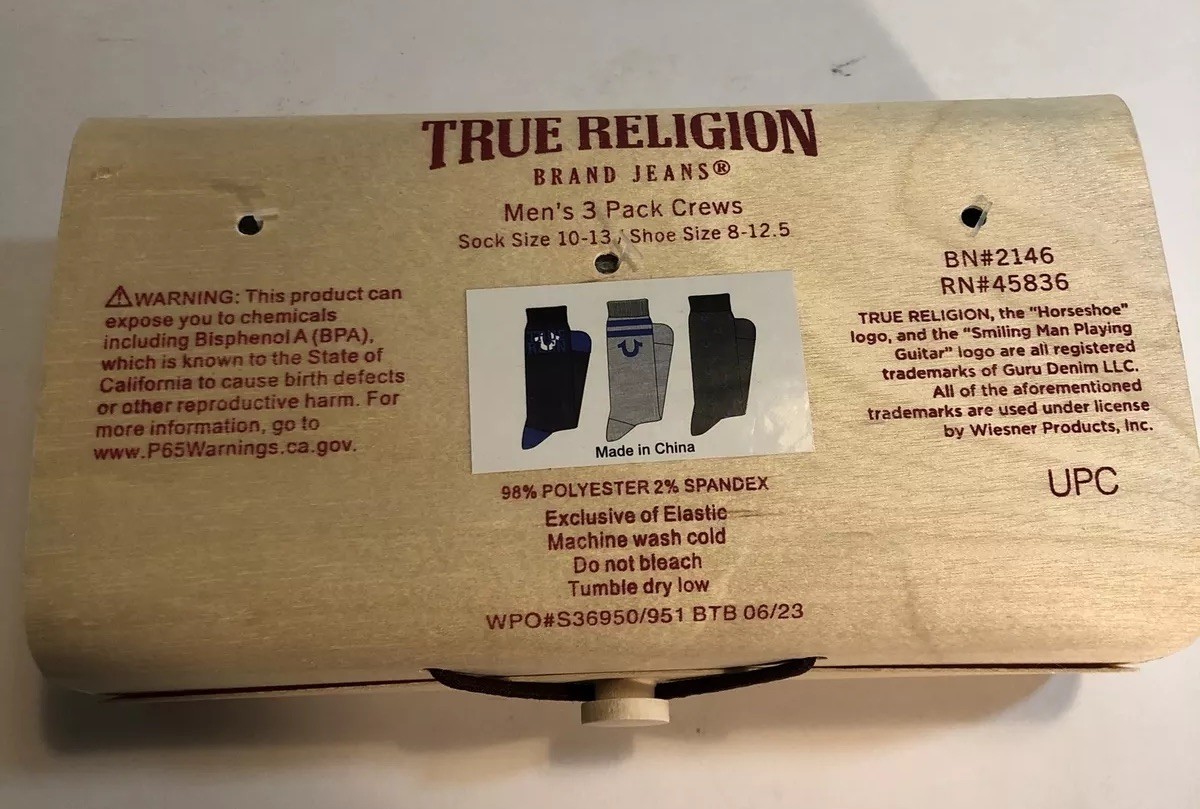 TRUE RELIGION
BRAND JEANS®
Men's 3 Pack Crews
Sock Size 10-13 / Shoe Size 8-12.5
⚠WARNING: This product can
expose you to chemicals
including Bisphenol A (BPA),
which is known to the State of
California to cause birth defects
or other reproductive harm. For
more information, go to
www.P65Warnings.ca.gov.
Made in China
98% POLYESTER 2% SPANDEX
Exclusive of Elastic
Machine wash cold
Do not bleach
Tumble dry low
WPO#S36950/951 BTB 06/23
BN#2146
RN#45836
TRUE RELIGION, the "Horseshoe"
logo, and the "Smiling Man Playing
Guitar" logo are all registered
trademarks of Guru Denim LLC.
All of the aforementioned
trademarks are used under license
by Wiesner Products, Inc.
UPC